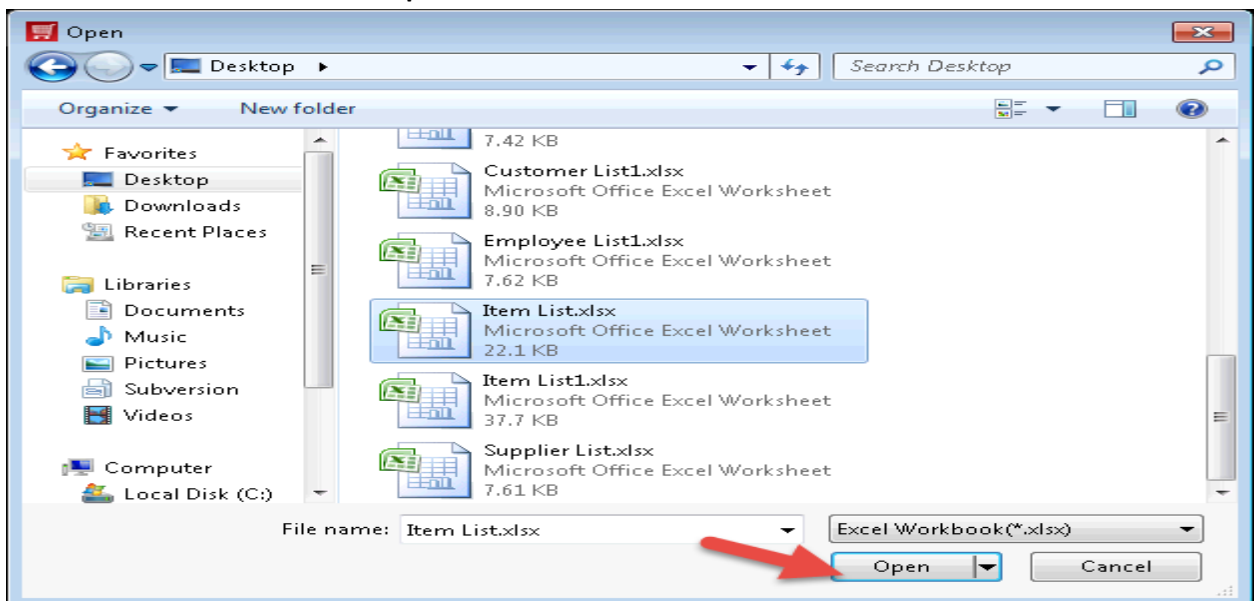 Open
Desktop
Search Desktop
Organize
New folder
Favorites
Desktop
Downloads
Recent Places
Libraries
Documents
Music
Pictures
Subversion
Videos
Computer
Local Disk (C:)
7.42 KB
Customer List1.xlsx
Microsoft Office Excel Worksheet
8.90 KB
Employee List1.xlsx
Microsoft Office Excel Worksheet
7.62 KB
Item List.xlsx
Microsoft Office Excel Worksheet
22.1 KB
Item List1.xlsx
Microsoft Office Excel Worksheet
37.7 KB
Supplier List.xlsx
Microsoft Office Excel Worksheet
7.61 KB
File name: Item List.xlsx
Excel Workbook(*.xlsx)
Open
Cancel